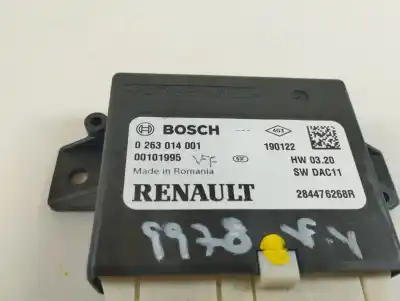 BOSCH
0 263 014 001
190122
00101995
HW 03.20
Made in Romania
SW DAC11
RENAULT
284476268R